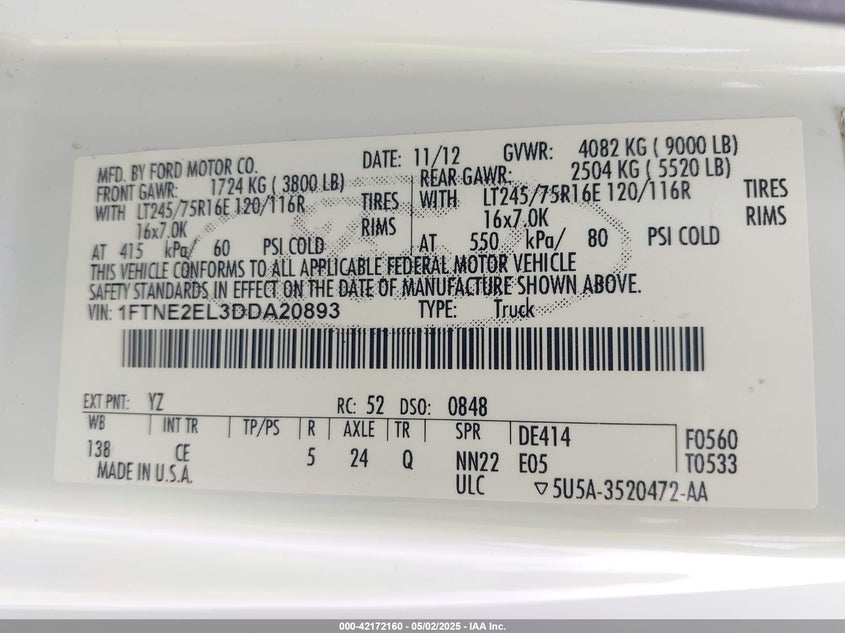 MFD. BY FORD MOTOR CO. DATE: 11/12 GVWR: 4082 KG ( 9000 LB)
FRONT GAWR: 1724 KG ( 3800 LB) REAR GAWR: 2504 KG ( 5520 LB)
WITH LT245/75R16E 120/116R TIRES WITH LT245/75R16E 120/116R TIRES
16x7.0K RIMS 16x7.0K RIMS
AT 415 kPa/ 60 PSI COLD AT 550 kPa/ 80 PSI COLD
THIS VEHICLE CONFORMS TO ALL APPLICABLE FEDERAL MOTOR VEHICLE
SAFETY STANDARDS IN EFFECT ON THE DATE OF MANUFACTURE SHOWN ABOVE.
VIN: 1FTNE2EL3DDA20893 TYPE: Truck
EXT PNT: YZ RC: 52 DSO: 0848
WB INT TR TP/PS R AXLE TR SPR DE414 F0560
138 CE 5 24 Q NN22 E05 T0533
MADE IN U.S.A. ULC ▽5U5A-3520472-AA
000-42172160 - 05/02/2025 - IAA Inc.